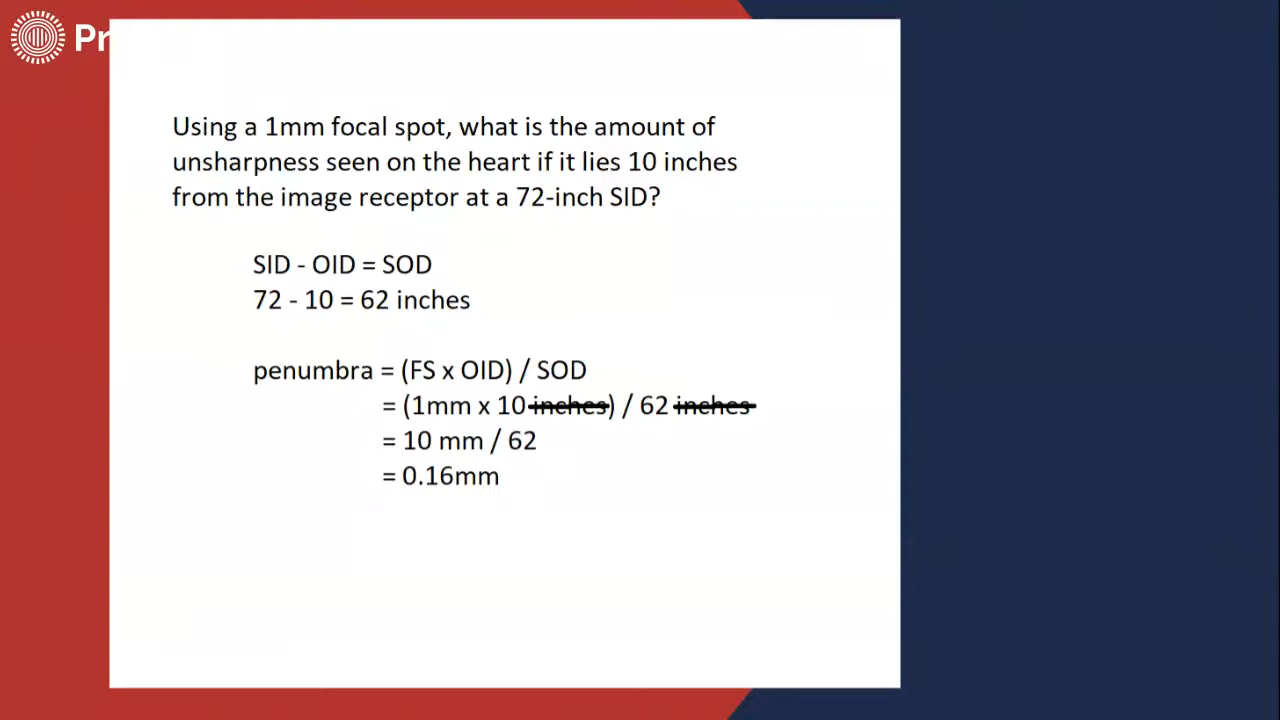 Pr
Using a 1mm focal spot, what is the amount of
unsharpness seen on the heart if it lies 10 inches
from the image receptor at a 72-inch SID?
SID - OID = SOD
72 - 10 = 62 inches
penumbra = (FS x OID) / SOD
= (1mm x 10 inches) / 62 inches
= 10 mm / 62
= 0.16mm